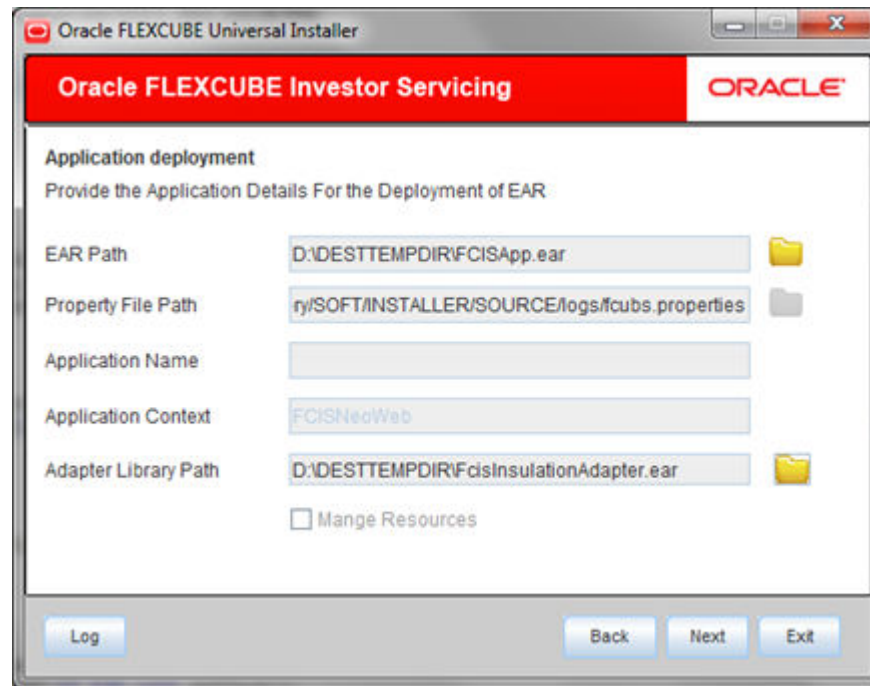 Oracle FLEXCUBE Universal Installer
Oracle FLEXCUBE Investor Servicing
ORACLE
Application deployment
Provide the Application Details For the Deployment of EAR
EAR Path D:\DESTTEMPDIR\FCISApp.ear
Property File Path ry/SOFT/INSTALLER/SOURCE/logs/fcubs.properties
Application Name
Application Context FCISNeoWeb
Adapter Library Path D:\DESTTEMPDIR\FcisInsulationAdapter.ear
Mange Resources
Log Back Next Exit